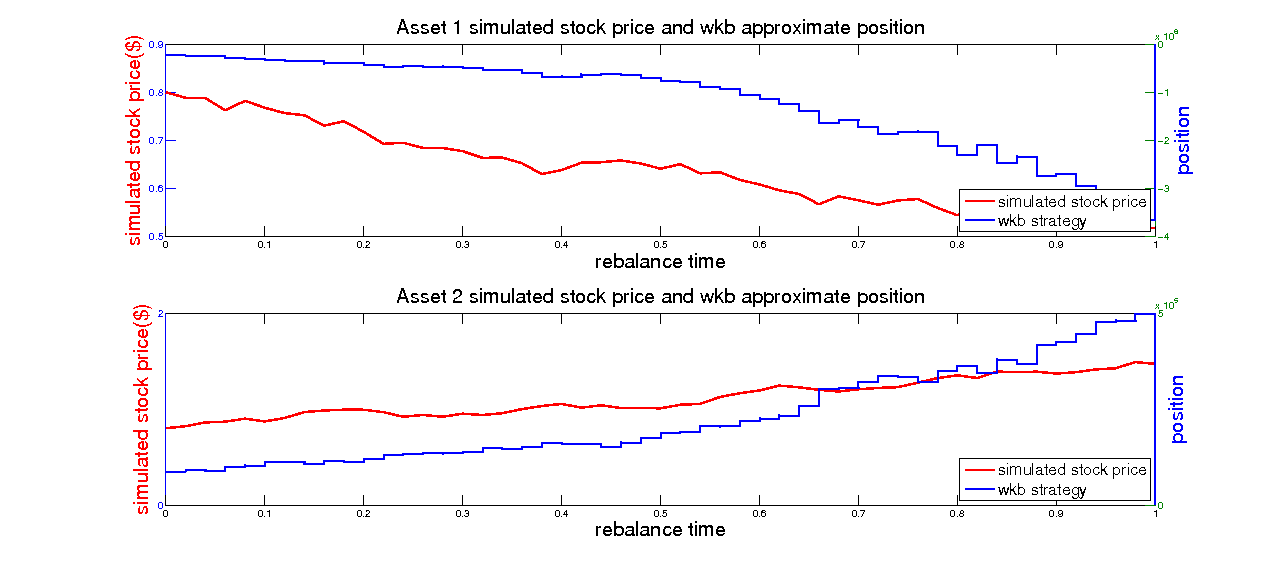 Asset 1 simulated stock price and wkb approximate position
simulated stock price($)
0.9
0.8
0.7
0.6
0.5
0
−1
−2
−3
−4
position
simulated stock price
wkb strategy
0 0.1 0.2 0.3 0.4 0.5 0.6 0.7 0.8 0.9 1
rebalance time
Asset 2 simulated stock price and wkb approximate position
simulated stock price($)
2
0
5
0
position
simulated stock price
wkb strategy
0 0.1 0.2 0.3 0.4 0.5 0.6 0.7 0.8 0.9 1
rebalance time